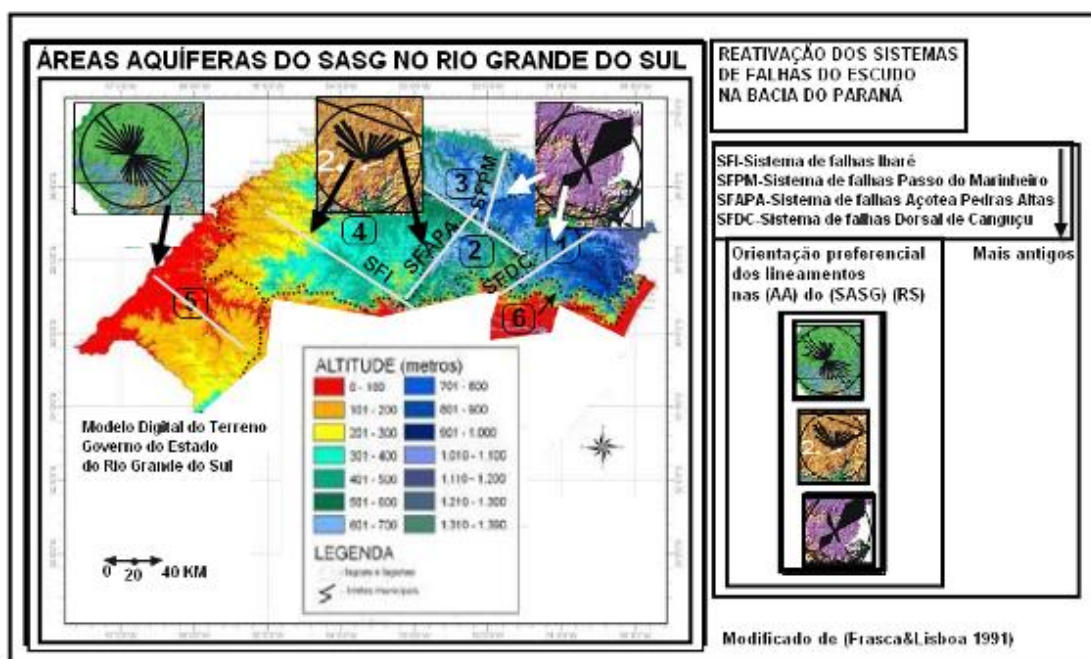 ÁREAS AQUÍFERAS DO SASG NO RIO GRANDE DO SUL
REATIVAÇÃO DOS SISTEMAS
DE FALHAS DO ESCUDO
NA BACIA DO PARANÁ
SFI-Sistema de falhas Ibaré
SFPM-Sistema de falhas Passo do Marinheiro
SFAPA-Sistema de falhas Açotea Pedras Altas
SFDC-Sistema de falhas Dorsal de Canguçu
Orientação preferencial
dos lineamentos
nas (AA) do (SASG) (RS)
Mais antigos
2
3
SFPM
4
SFAPA
2
1
SFI
SFDC
5
6
ALTITUDE (metros)
0 - 100
101 - 200
201 - 300
301 - 400
401 - 500
501 - 600
601 - 700
701 - 800
801 - 900
901 - 1.000
1.010 - 1.100
1.110 - 1.200
1.210 - 1.300
1.310 - 1.390
LEGENDA
lagoas e lagunas
limites municipais
Modelo Digital do Terreno
Governo do Estado
do Rio Grande do Sul
0 20 40 KM
2
Modificado de (Frasca&Lisboa 1991)